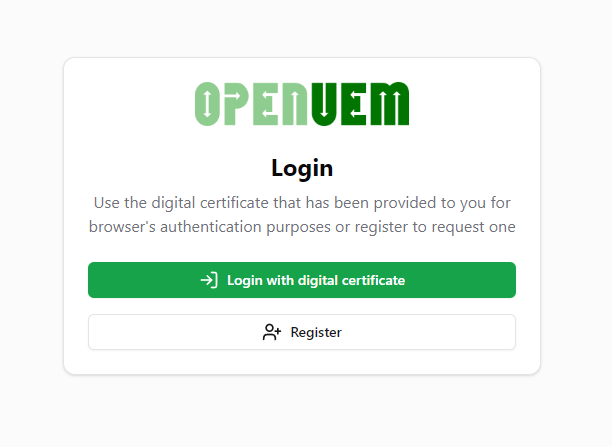 OPENUEM
Login
Use the digital certificate that has been provided to you for
browser's authentication purposes or register to request one
Login with digital certificate
Register